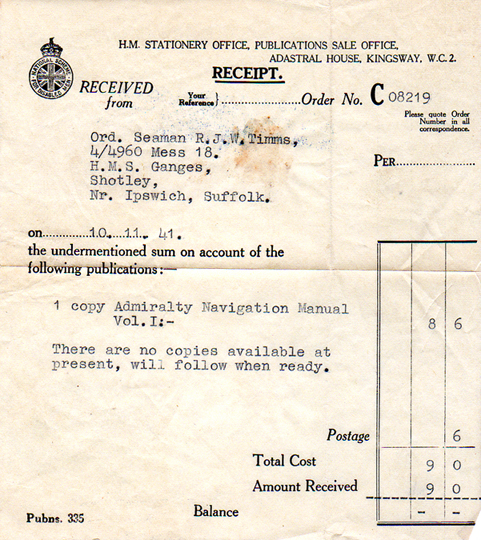 H.M. STATIONERY OFFICE, PUBLICATIONS SALE OFFICE,
ADASTRAL HOUSE, KINGSWAY, W.C. 2.
RECEIPT.
RECEIVED
from
Your
Reference}............................Order No. C 08219
Please quote Order
Number in all
correspondence.
Ord. Seaman R.J.W.Timms,
4/4960 Mess 18.
H.M.S. Ganges,
Shotley,
Nr. Ipswich, Suffolk.
PER.....................
on............10...11... 41.
the undermentioned sum on account of the
following publications:—
1 copy Admiralty Navigation Manual
Vol.I:- 8 6
There are no copies available at
present, will follow when ready.
Postage 6
Total Cost 9 0
Amount Received 9 0
Balance - -
Pubns. 335